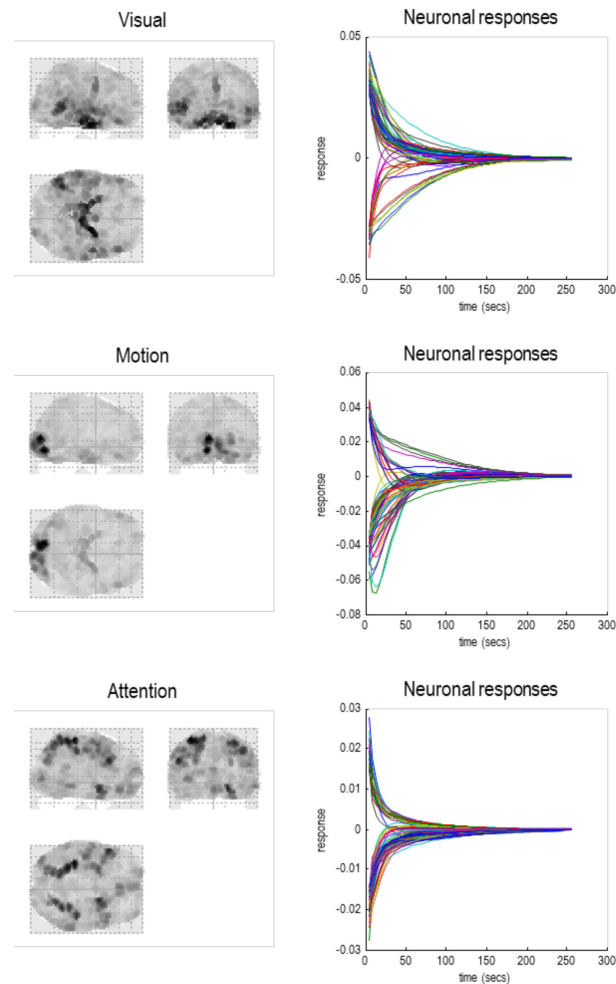 Visual
Neuronal responses
0.05
0
-0.05
response
0 50 100 150 200 250 300
time (secs)
Motion
Neuronal responses
0.06
0.04
0.02
0
-0.02
-0.04
-0.06
-0.08
response
0 50 100 150 200 250 300
time (secs)
Attention
Neuronal responses
0.03
0.02
0.01
0
-0.01
-0.02
-0.03
response
0 50 100 150 200 250 300
time (secs)